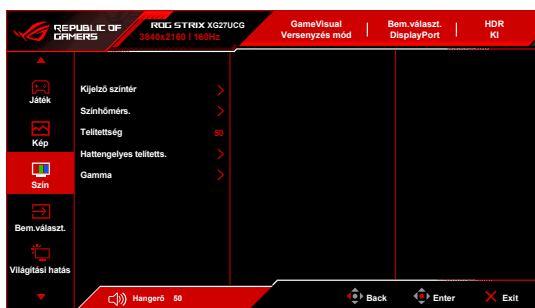 REPUBLIC OF
GAMERS
ROG STRIX XG27UCG
3840x2160 | 160Hz
GameVisual
Versenyzés mód
Bem.választ.
DisplayPort
HDR
KI
Játék
Kép
Szín
Bem.választ.
Világítási hatás
Kijelző színtér
Színhőmérs.
Telítettség 50
Hattengelyes telítetts.
Gamma
Hangerő 50
Back
Enter
Exit